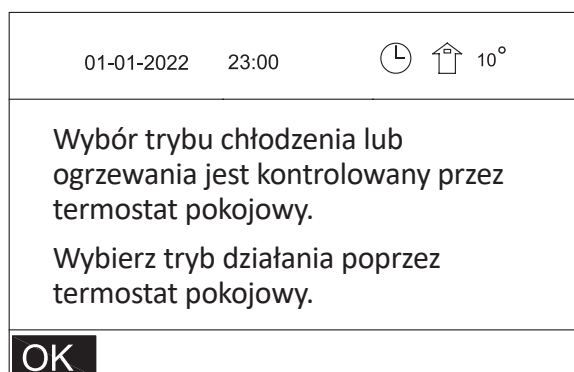 01-01-2022 23:00 10°
Wybór trybu chłodzenia lub
ogrzewania jest kontrolowany przez
termostat pokojowy.
Wybierz tryb działania poprzez
termostat pokojowy.
OK